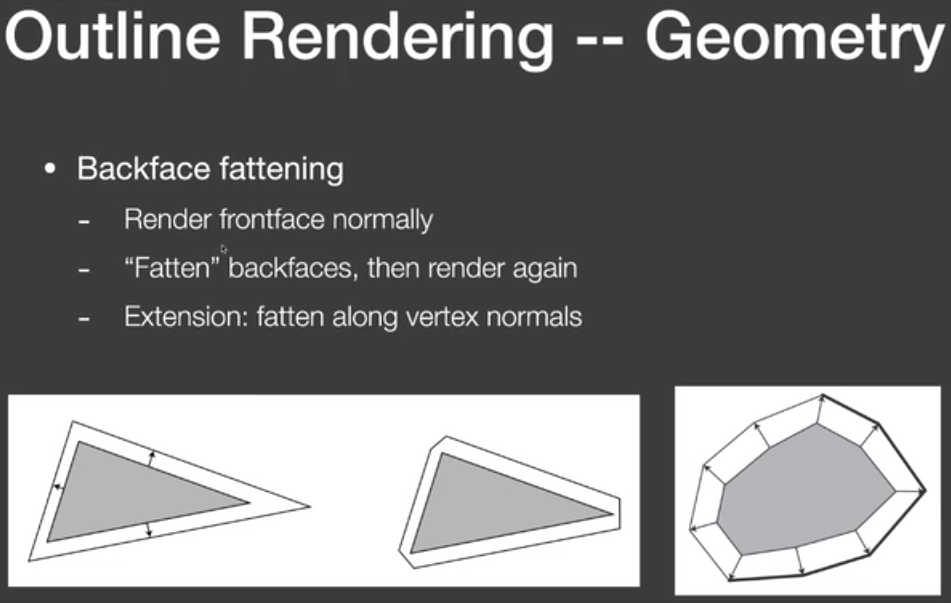 Outline Rendering -- Geometry
• Backface fattening
- Render frontface normally
- “Fatten” backfaces, then render again
- Extension: fatten along vertex normals